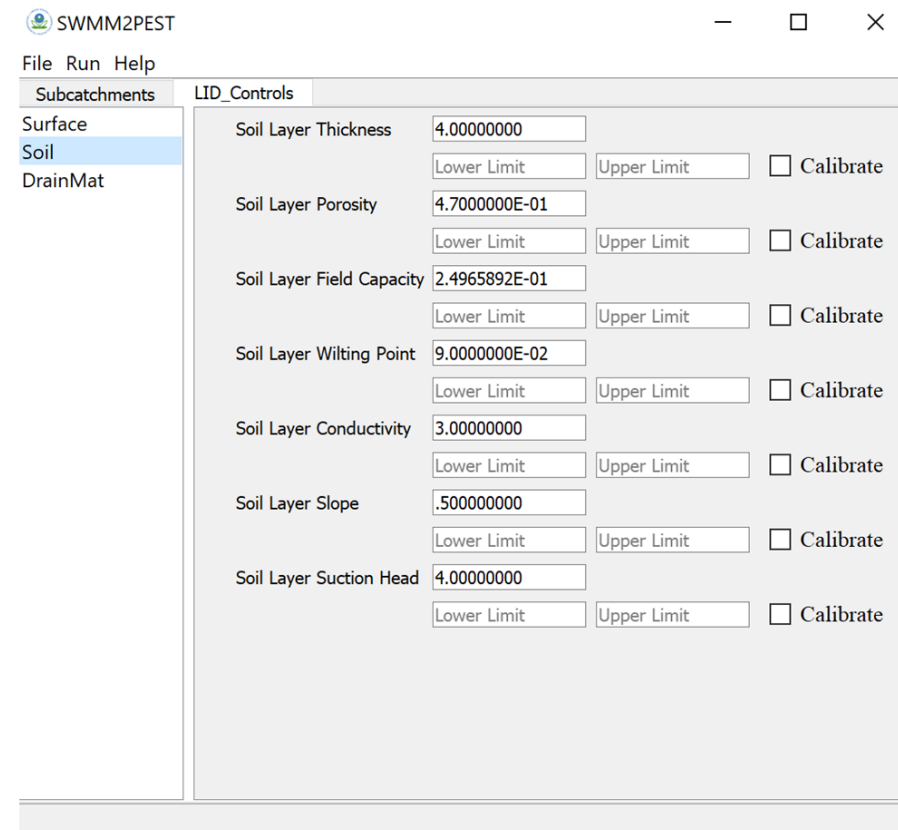 SWMM2PEST
File Run Help
Subcatchments LID_Controls
Surface
Soil
DrainMat
Soil Layer Thickness 4.00000000
Lower Limit Upper Limit Calibrate
Soil Layer Porosity 4.7000000E-01
Lower Limit Upper Limit Calibrate
Soil Layer Field Capacity 2.4965892E-01
Lower Limit Upper Limit Calibrate
Soil Layer Wilting Point 9.0000000E-02
Lower Limit Upper Limit Calibrate
Soil Layer Conductivity 3.00000000
Lower Limit Upper Limit Calibrate
Soil Layer Slope .500000000
Lower Limit Upper Limit Calibrate
Soil Layer Suction Head 4.00000000
Lower Limit Upper Limit Calibrate